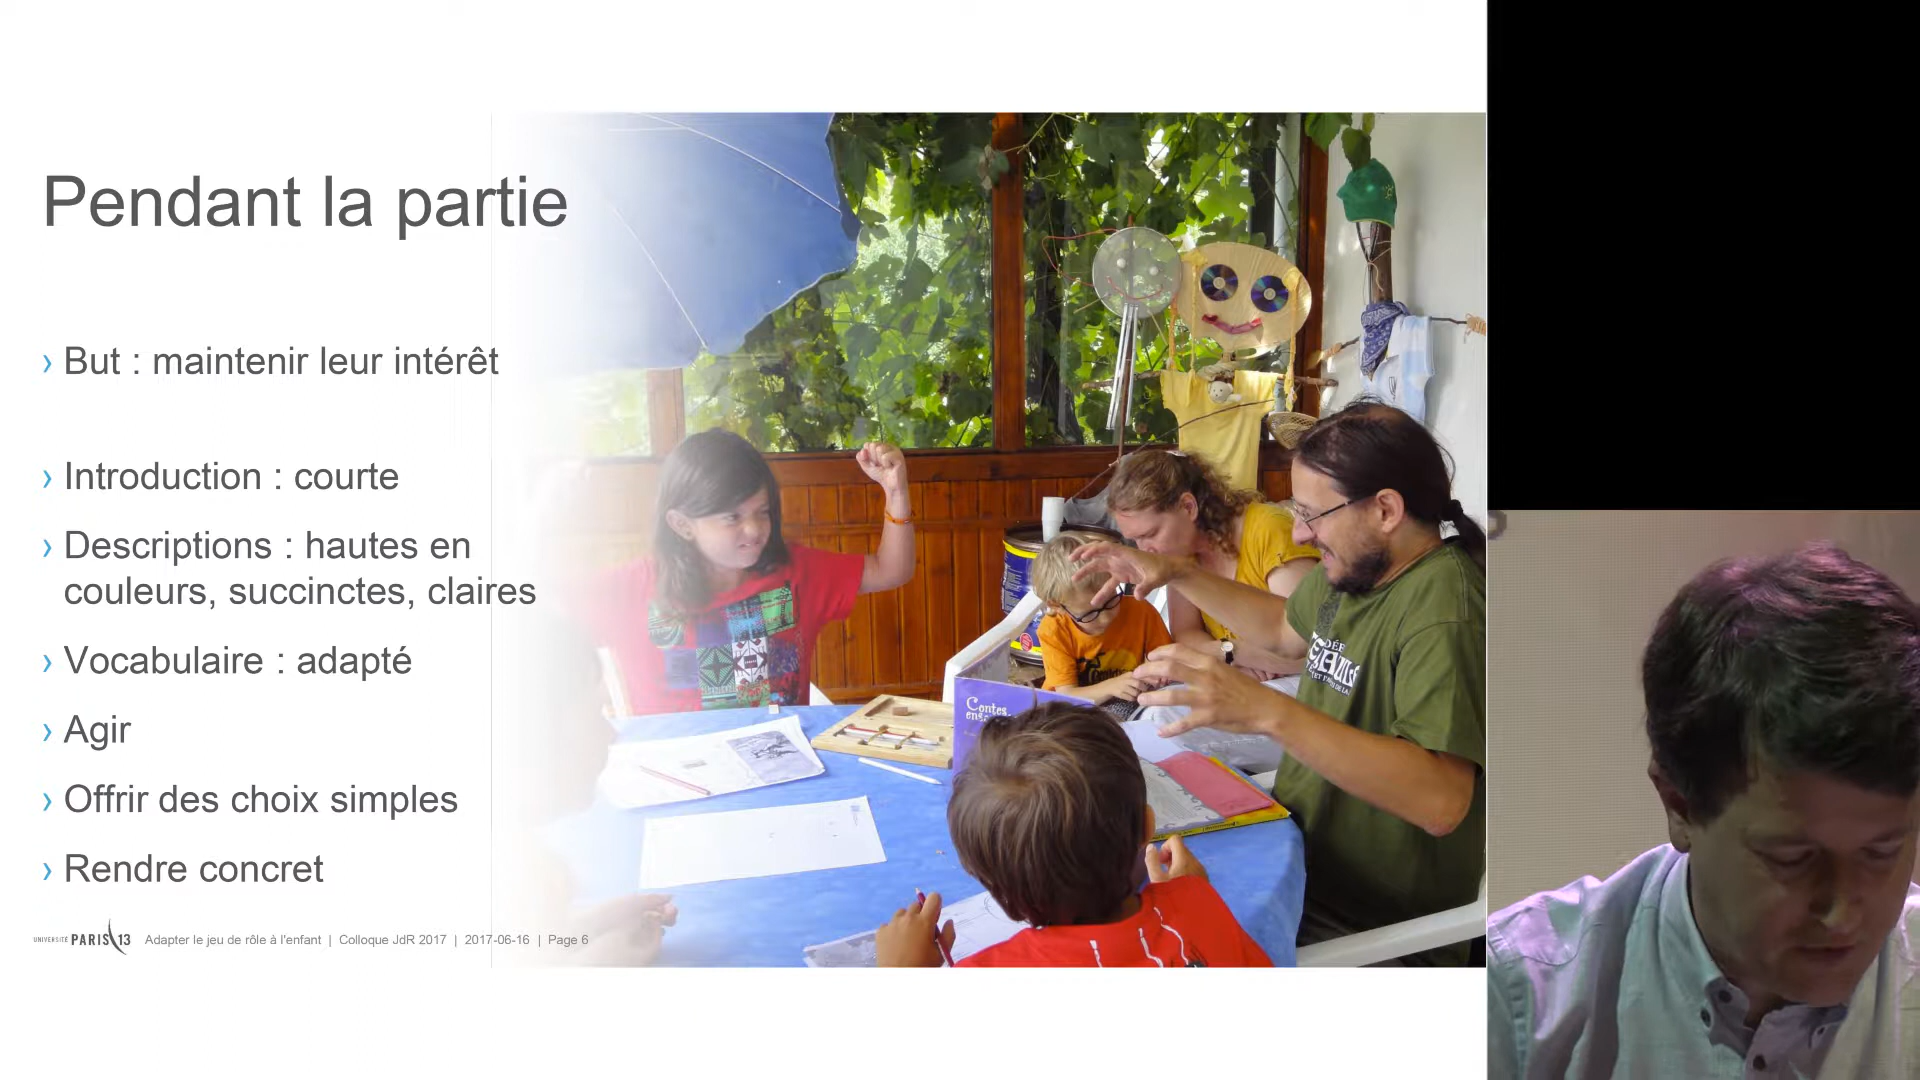 Pendant la partie
› But : maintenir leur intérêt
› Introduction : courte
› Descriptions : hautes en
couleurs, succinctes, claires
› Vocabulaire : adapté
› Agir
› Offrir des choix simples
› Rendre concret
UNIVERSITÉ PARIS 13 Adapter le jeu de rôle à l'enfant | Colloque JdR 2017 | 2017-06-16 | Page 6
Contes